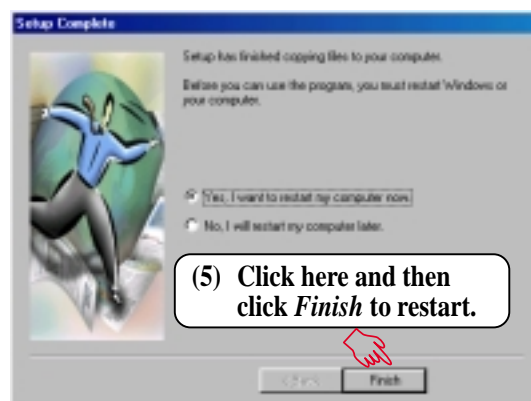 Setup Complete
Setup has finished copying files to your computer.
Before you can use the program, you must restart Windows or
your computer.
Yes, I want to restart my computer now.
No, I will restart my computer later.
(5) Click here and then
click Finish to restart.
< Back
Finish